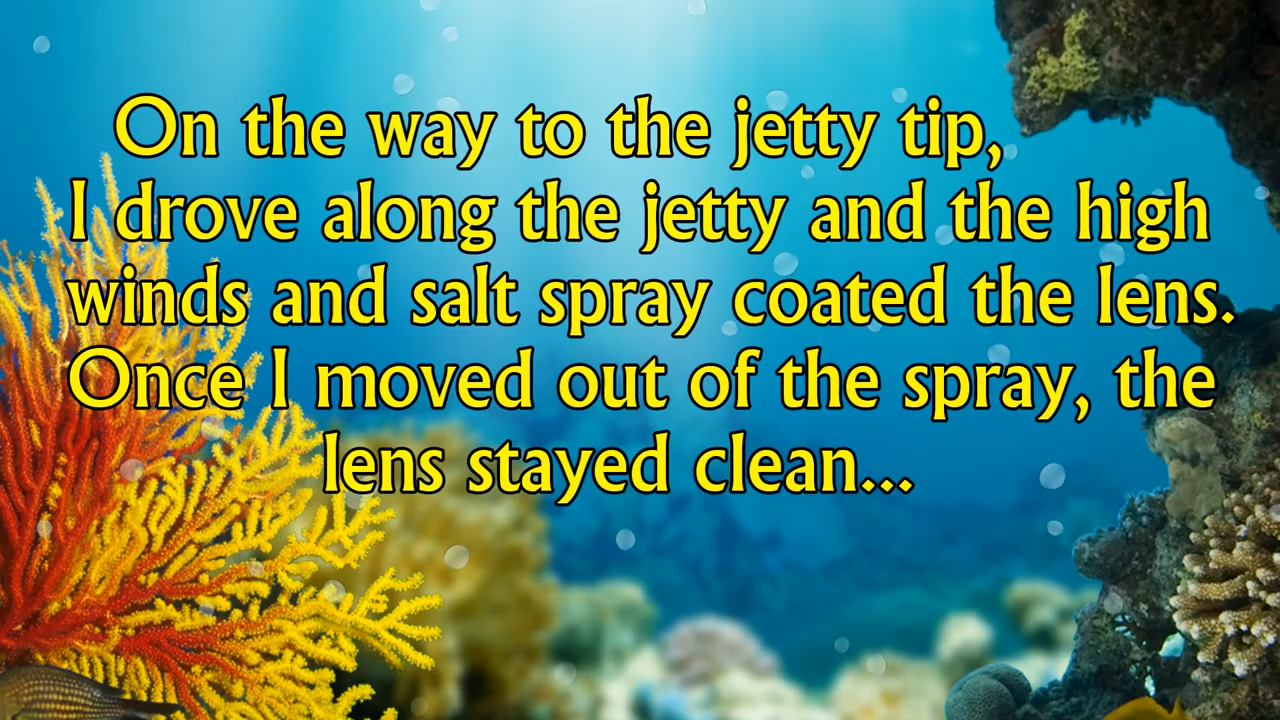 On the way to the jetty tip,
I drove along the jetty and the high
winds and salt spray coated the lens.
Once I moved out of the spray, the
lens stayed clean...